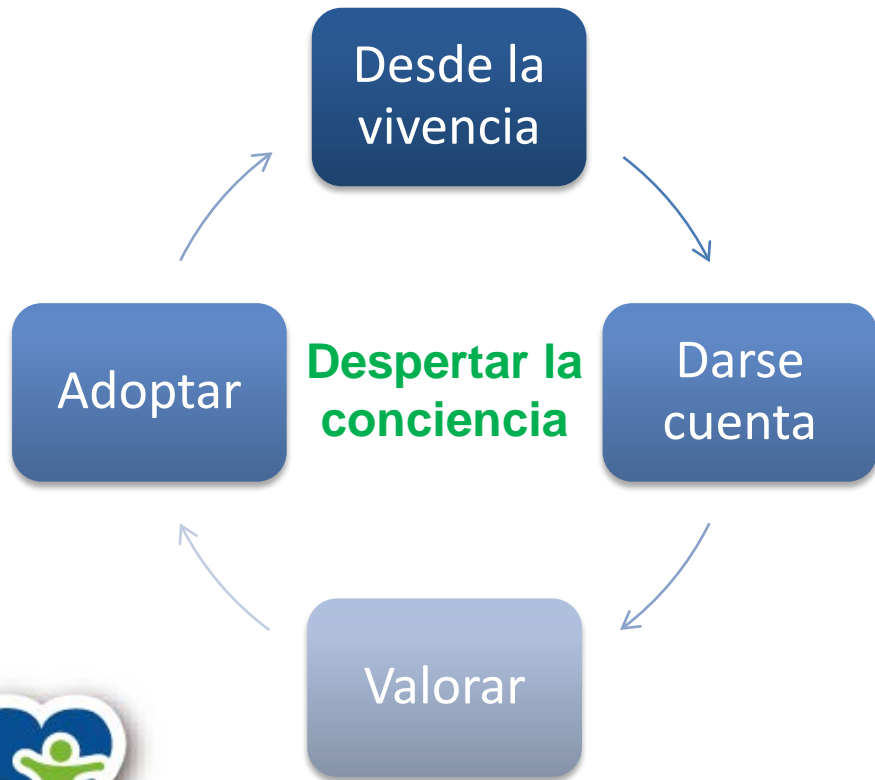 Desde la
vivencia
Adoptar
Despertar la
conciencia
Darse
cuenta
Valorar